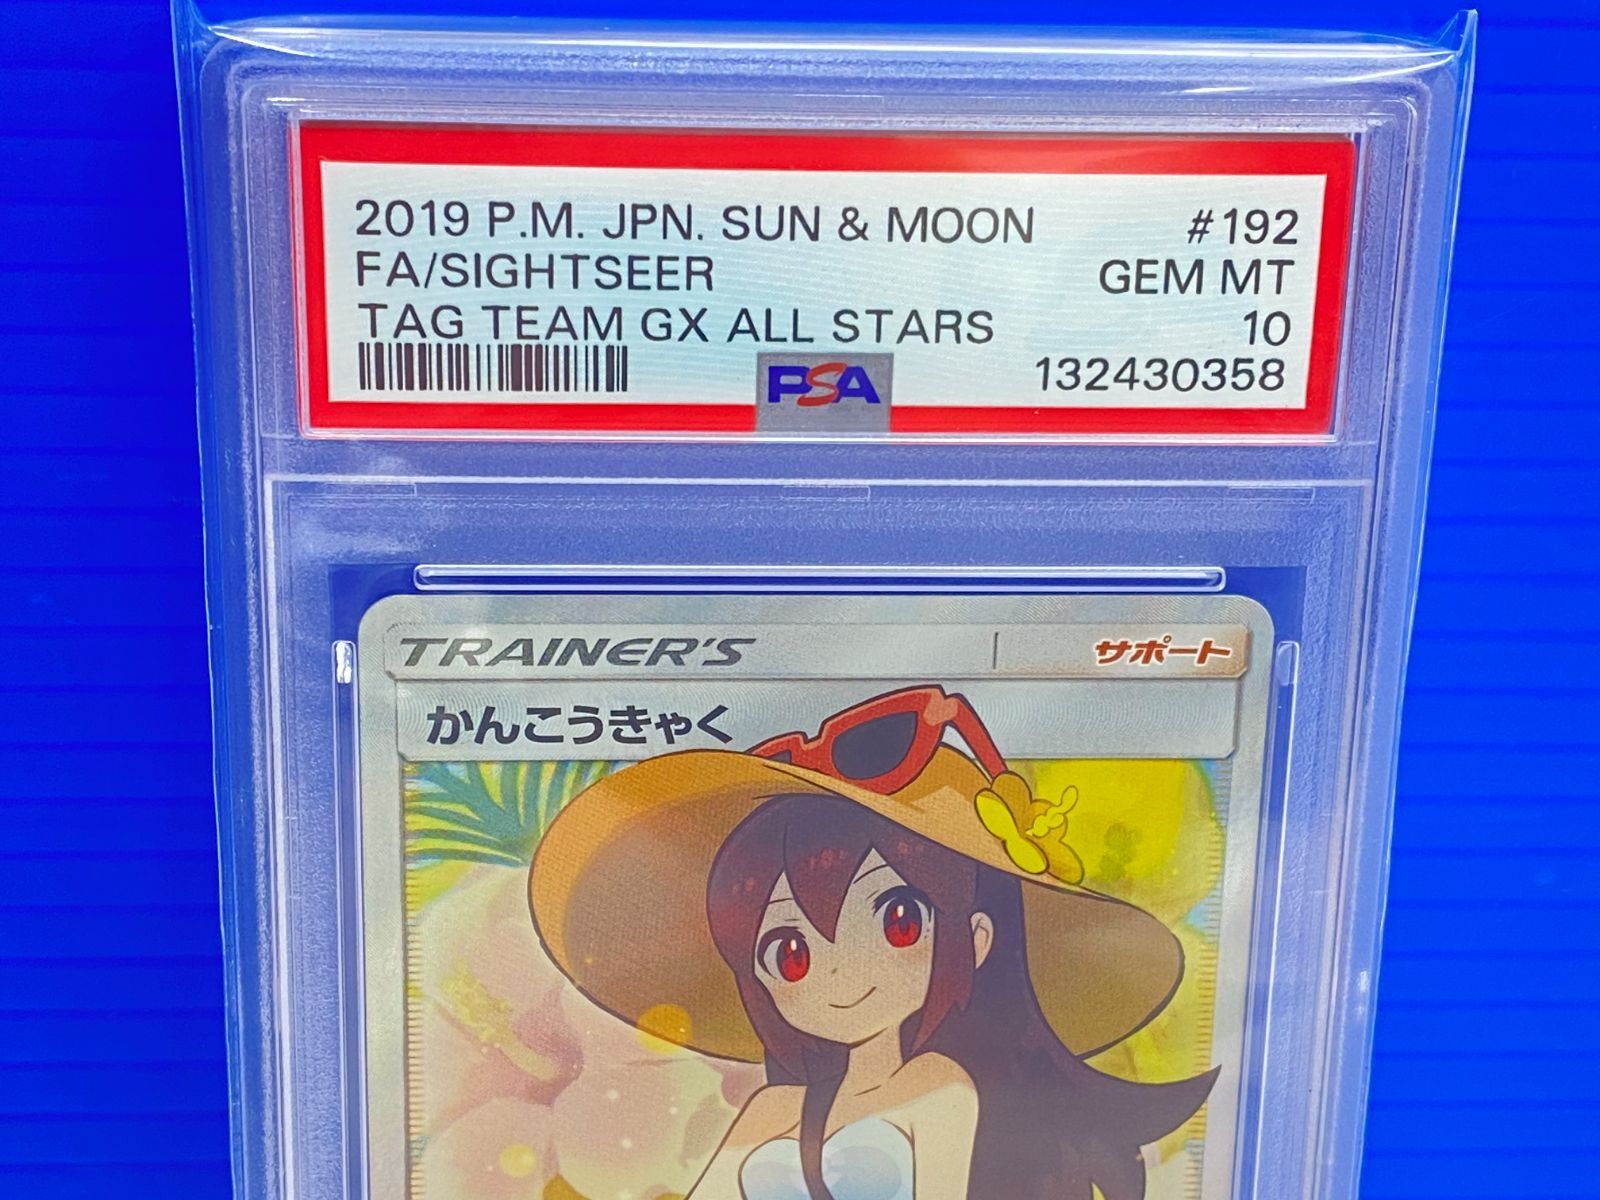 2019 P.M. JPN. SUN & MOON #192
FA/SIGHTSEER GEM MT
TAG TEAM GX ALL STARS 10
PSA 132430358
TRAINER'S サポート
かんこうきゃく